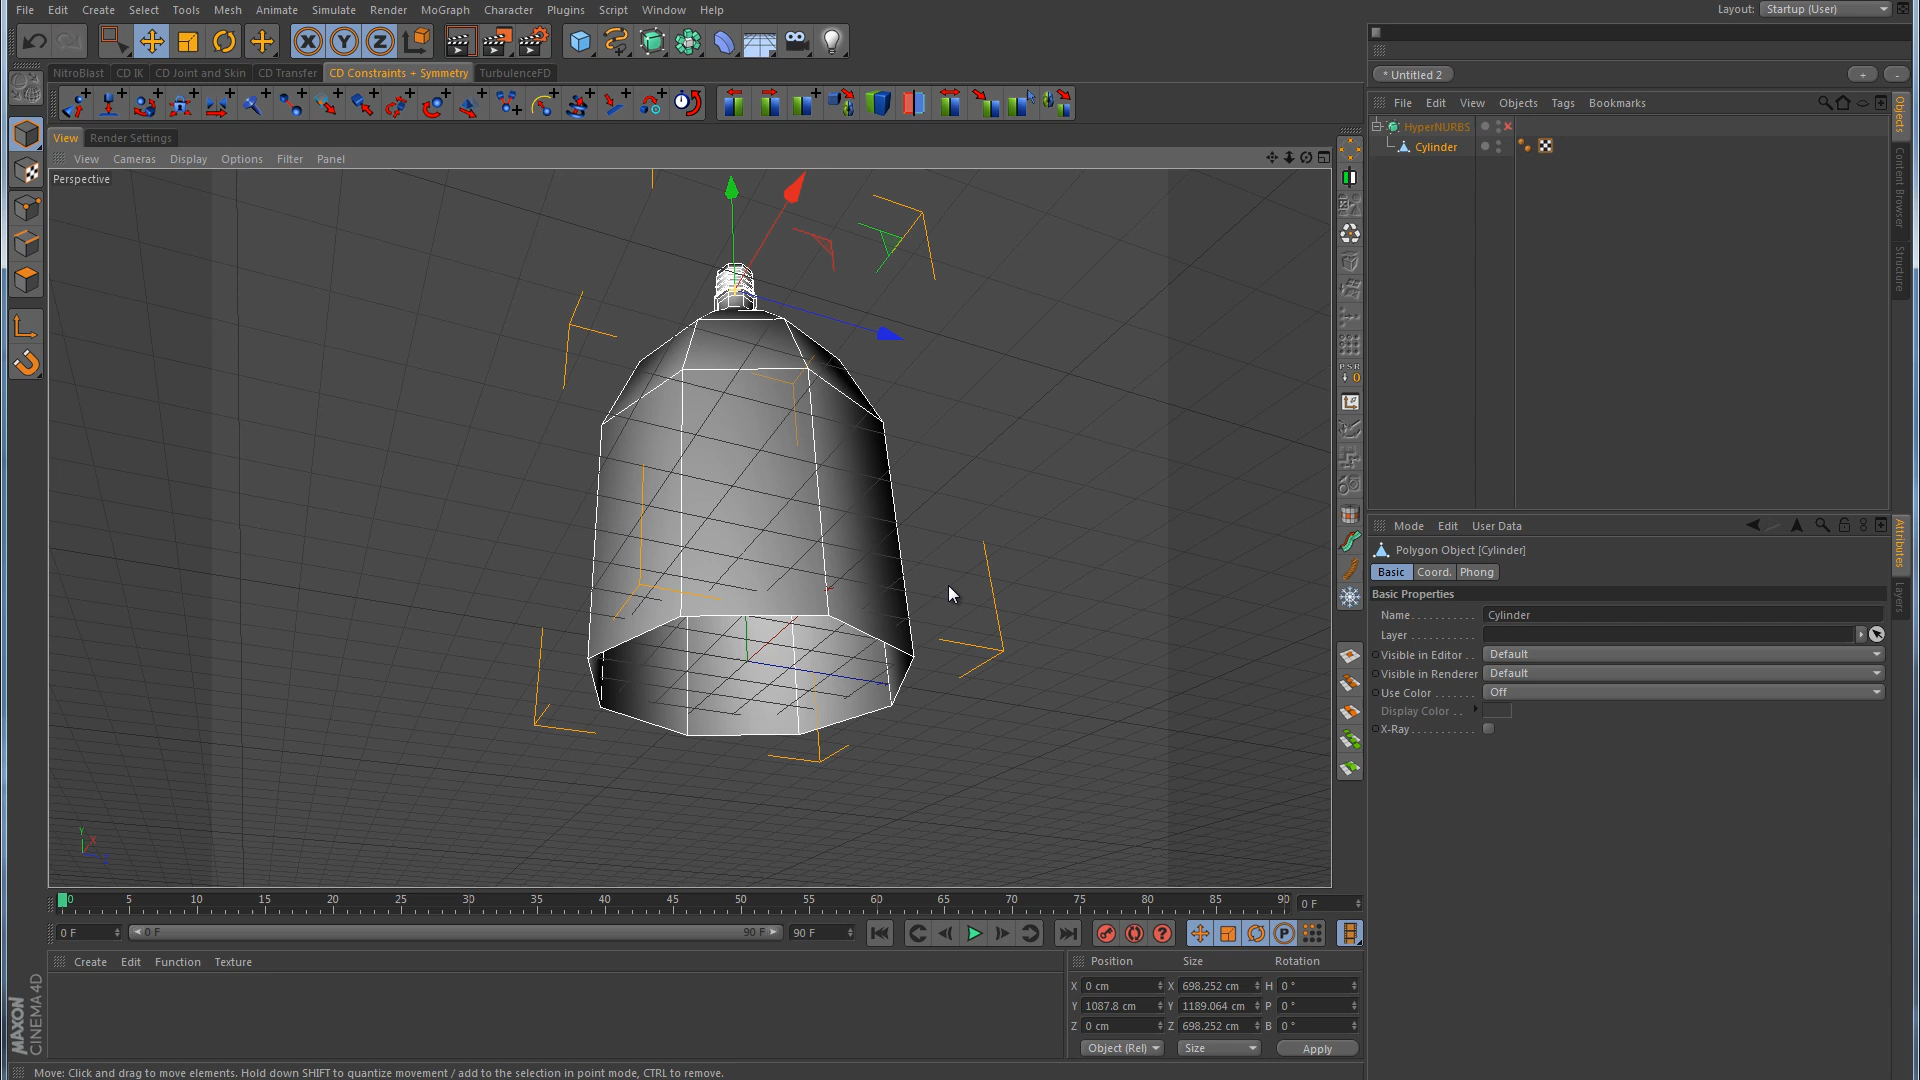 File Edit Create Select Tools Mesh Animate Simulate Render MoGraph Character Plugins Script Window Help
Layout: Startup (User)
NitroBlast CD IK CD Joint and Skin CD Transfer CD Constraints + Symmetry TurbulenceFD
* Untitled 2
+ -
File Edit View Objects Tags Bookmarks
HyperNURBS
Cylinder
Objects
Content Browser
Structure
View Render Settings
View Cameras Display Options Filter Panel
Perspective
PSR
0
Y X Z
Mode Edit User Data
Attributes
Layers
Polygon Object [Cylinder]
Basic Coord. Phong
Basic Properties
Name Cylinder
Layer
Visible in Editor Default
Visible in Renderer Default
Use Color Off
Display Color
X-Ray
0 5 10 15 20 25 30 35 40 45 50 55 60 65 70 75 80 85 90 0 F
0 F 0 F 90 F 90 F
Create Edit Function Texture
Position Size Rotation
X 0 cm X 698.252 cm H 0 °
Y 1087.8 cm Y 1189.064 cm P 0 °
Z 0 cm Z 698.252 cm B 0 °
Object (Rel) Size Apply
MAXON
CINEMA 4D
Move: Click and drag to move elements. Hold down SHIFT to quantize movement / add to the selection in point mode, CTRL to remove.